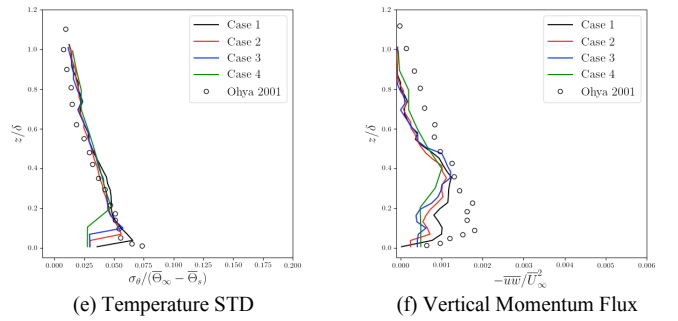 1.2
1.0
0.8
0.6
0.4
0.2
0.0
z/δ
0.000 0.025 0.050 0.075 0.100 0.125 0.150 0.175 0.200
σ_θ/(Θ̅_∞ − Θ̅_s)
Case 1
Case 2
Case 3
Case 4
Ohya 2001
(e) Temperature STD
1.2
1.0
0.8
0.6
0.4
0.2
0.0
z/δ
0.000 0.001 0.002 0.003 0.004 0.005 0.006
−u̅w̅/U̅²_∞
Case 1
Case 2
Case 3
Case 4
Ohya 2001
(f) Vertical Momentum Flux